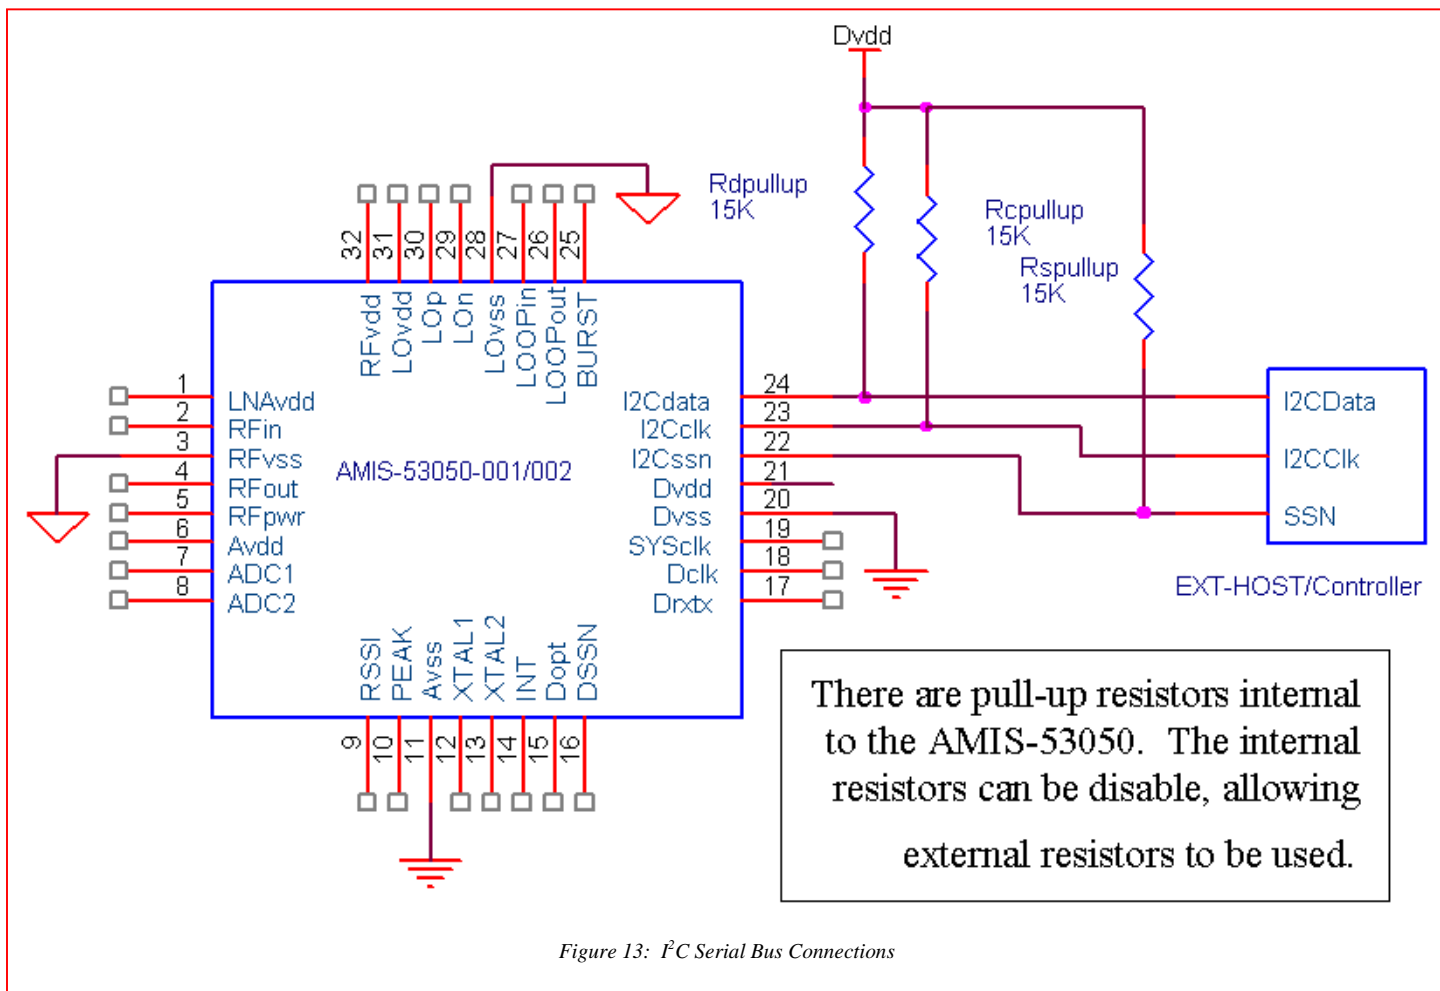 Dvdd
Rdpullup
15K
Rcpullup
15K
Rspullup
15K
32
31
30
29
28
27
26
25
RFvdd
LOvdd
LOp
LOn
LOvss
LOOPin
LOOPout
BURST
1
LNAvdd
2
RFin
3
RFvss
4
RFout
5
RFpwr
6
Avdd
7
ADC1
8
ADC2
AMIS-53050-001/002
24
I2Cdata
23
I2Cclk
22
I2Cssn
21
Dvdd
20
Dvss
19
SYSclk
18
Dclk
17
Drxtx
RSSI
PEAK
Avss
XTAL1
XTAL2
INT
Dopt
DSSN
9
10
11
12
13
14
15
16
I2CData
I2CClk
SSN
EXT-HOST/Controller
There are pull-up resistors internal
to the AMIS-53050. The internal
resistors can be disable, allowing
external resistors to be used.
Figure 13: I²C Serial Bus Connections